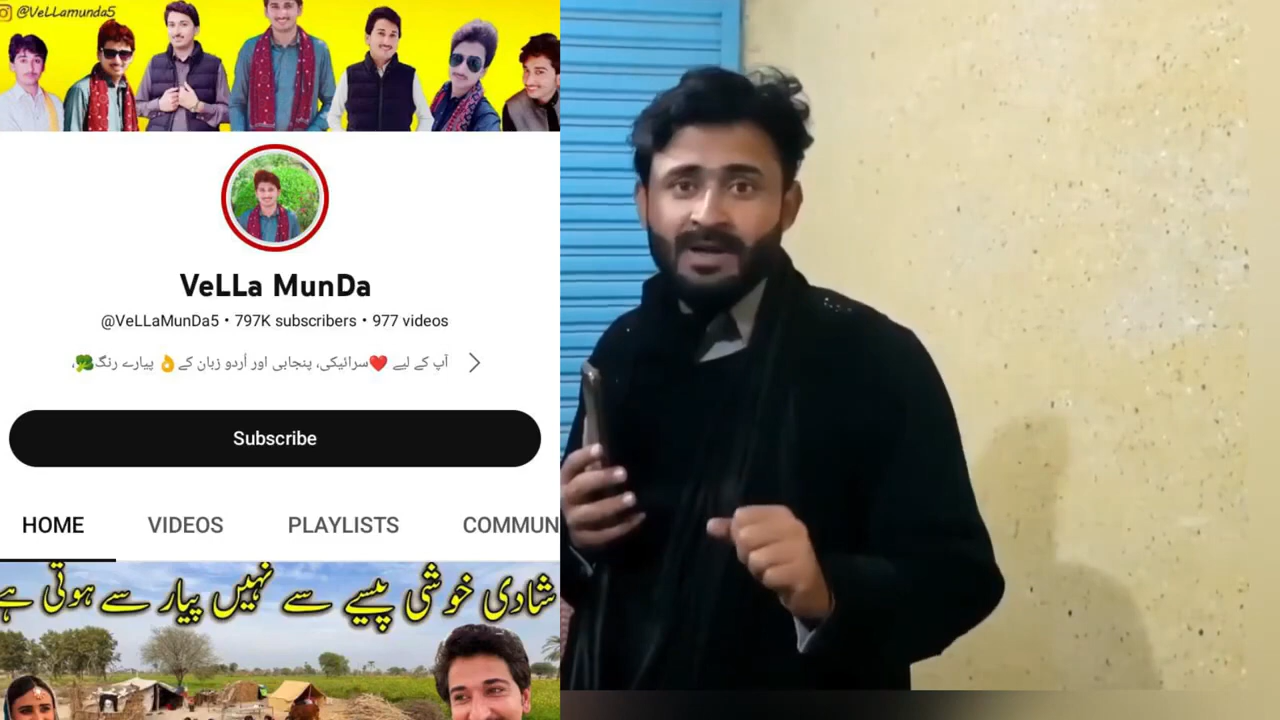 @VeLLamunda5
VeLLa MunDa
@VeLLaMunDa5 • 797K subscribers • 977 videos
آپ کے لیے ❤️سرائیکی، پنجابی اور اُردو زبان کے👌 پیارے رنگ🥦،
Subscribe
HOME VIDEOS PLAYLISTS COMMUN
شادی خوشی پیسے سے نہیں پیار سے ہوتی ہے